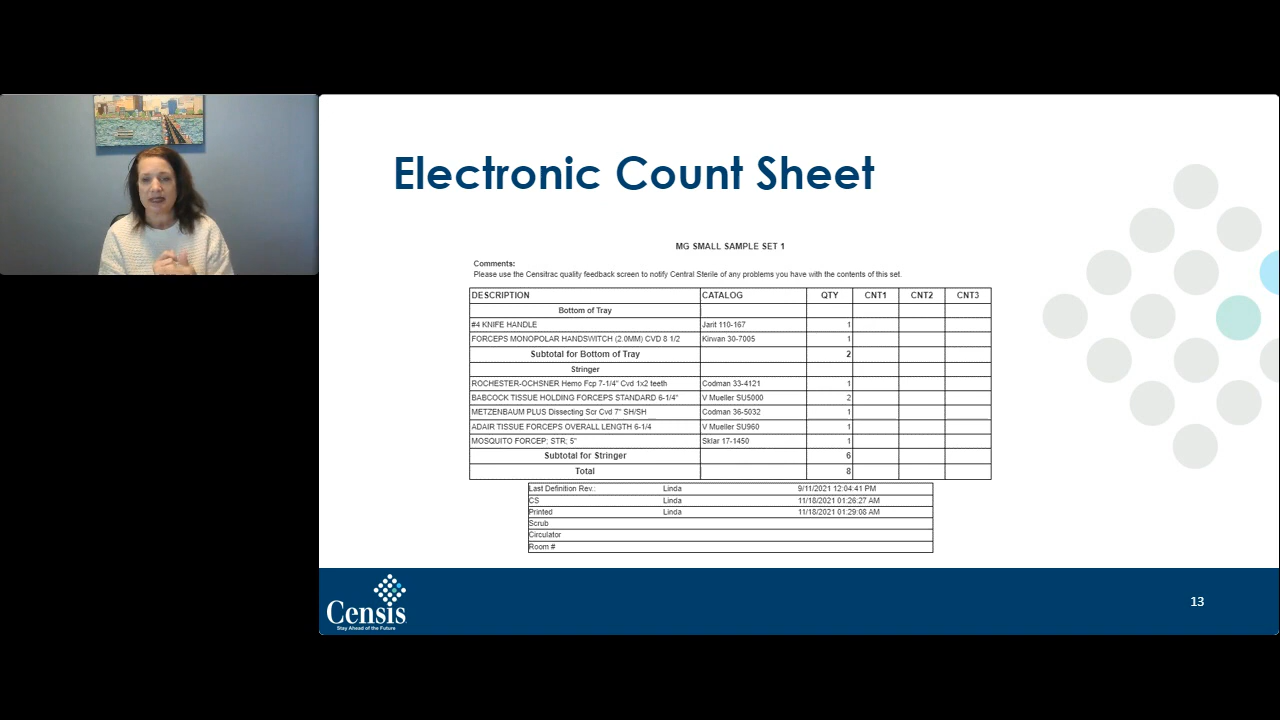 Electronic Count Sheet
MG SMALL SAMPLE SET 1
Comments:
Please use the Censitrac quality feedback screen to notify Central Sterile of any problems you have with the contents of this set.
DESCRIPTION CATALOG QTY CNT1 CNT2 CNT3
Bottom of Tray
#4 KNIFE HANDLE Jarit 110-167 1
FORCEPS MONOPOLAR HANDSWITCH (2.0MM) CVD 8 1/2 Kirwan 30-7005 1
Subtotal for Bottom of Tray 2
Stringer
ROCHESTER-OCHSNER Hemo Fcp 7-1/4" Cvd 1x2 teeth Codman 33-4121 1
BABCOCK TISSUE HOLDING FORCEPS STANDARD 6-1/4" V Mueller SU5000 2
METZENBAUM PLUS Dissecting Scr Cvd 7" SH/SH Codman 36-5032 1
ADAIR TISSUE FORCEPS OVERALL LENGTH 6-1/4 V Mueller SU960 1
MOSQUITO FORCEP; STR; 5" Sklar 17-1450 1
Subtotal for Stringer 6
Total 8
Last Definition Rev.: Linda 9/11/2021 12:04:41 PM
CS Linda 11/18/2021 01:26:27 AM
Printed Linda 11/18/2021 01:29:08 AM
Scrub
Circulator
Room #
Censis
Stay Ahead of the Future
13